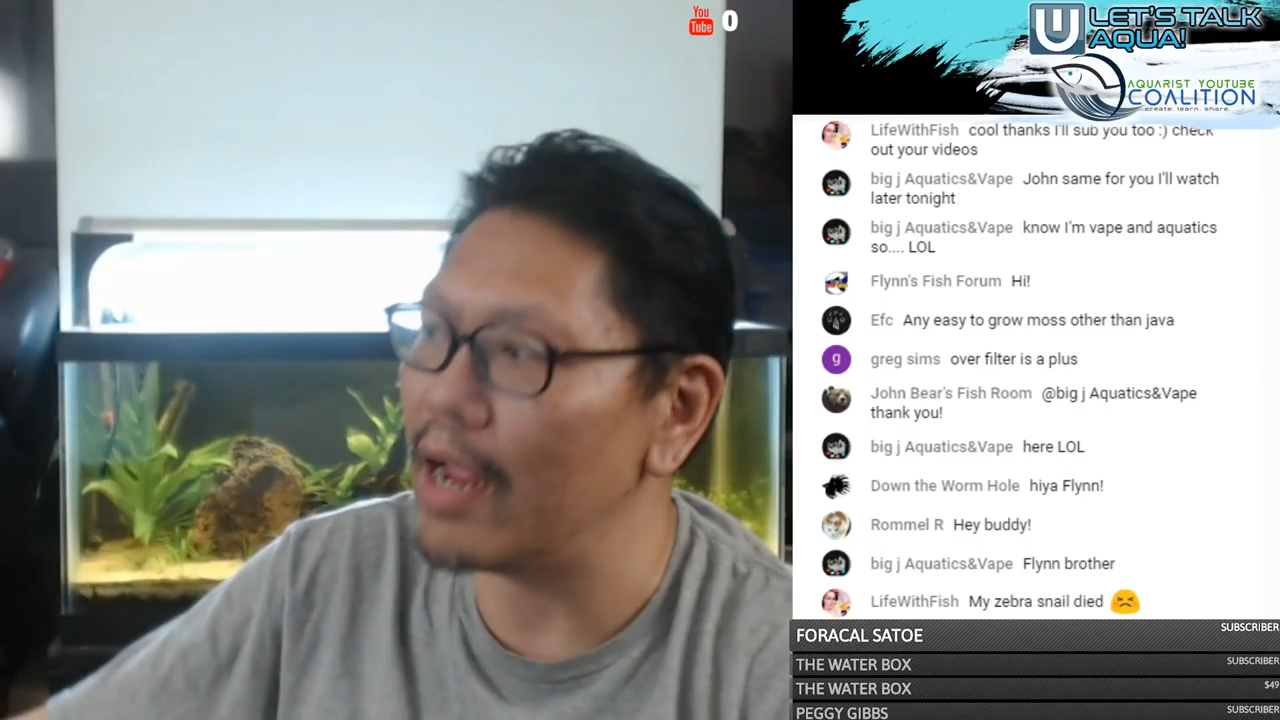 You
Tube
0
LET'S TALK
AQUA!
AQUARIST YOUTUBE
COALITION
create. learn. share.
LifeWithFish cool thanks I'll sub you too :) check
out your videos
big j Aquatics&Vape John same for you I'll watch
later tonight
big j Aquatics&Vape know I'm vape and aquatics
so.... LOL
Flynn's Fish Forum Hi!
Efc Any easy to grow moss other than java
g greg sims over filter is a plus
John Bear's Fish Room @big j Aquatics&Vape
thank you!
big j Aquatics&Vape here LOL
Down the Worm Hole hiya Flynn!
Rommel R Hey buddy!
big j Aquatics&Vape Flynn brother
LifeWithFish My zebra snail died
FORACAL SATOE SUBSCRIBER
THE WATER BOX SUBSCRIBER
THE WATER BOX $49
PEGGY GIBBS SUBSCRIBER